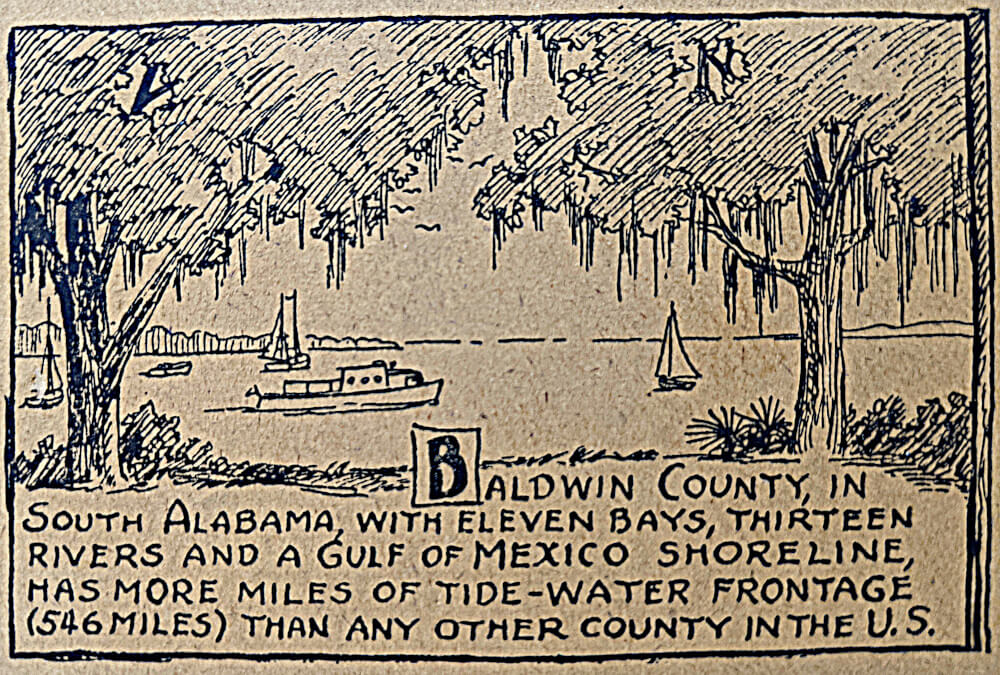 BALDWIN COUNTY, IN
SOUTH ALABAMA, WITH ELEVEN BAYS, THIRTEEN
RIVERS AND A GULF OF MEXICO SHORELINE,
HAS MORE MILES OF TIDE-WATER FRONTAGE
(546 MILES) THAN ANY OTHER COUNTY IN THE U.S.